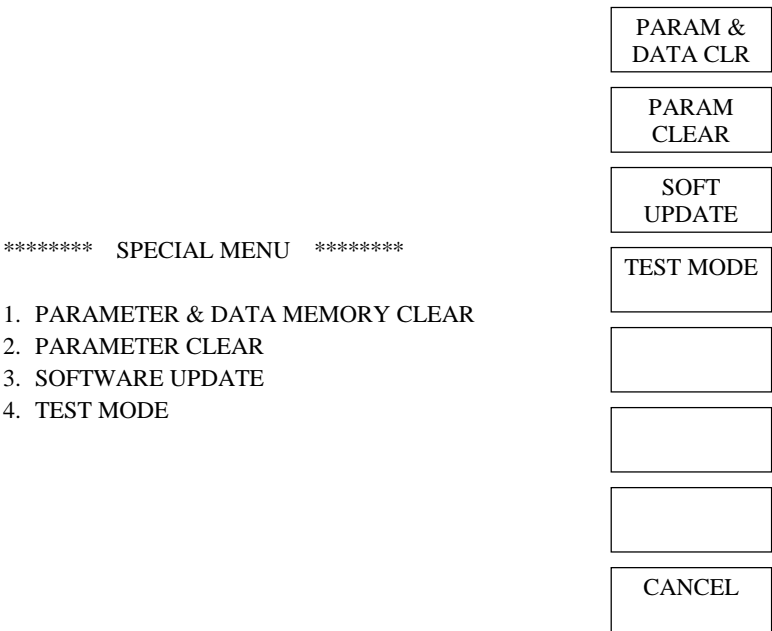 PARAM &
DATA CLR
PARAM
CLEAR
SOFT
UPDATE
TEST MODE
CANCEL
******** SPECIAL MENU ********
1. PARAMETER & DATA MEMORY CLEAR
2. PARAMETER CLEAR
3. SOFTWARE UPDATE
4. TEST MODE